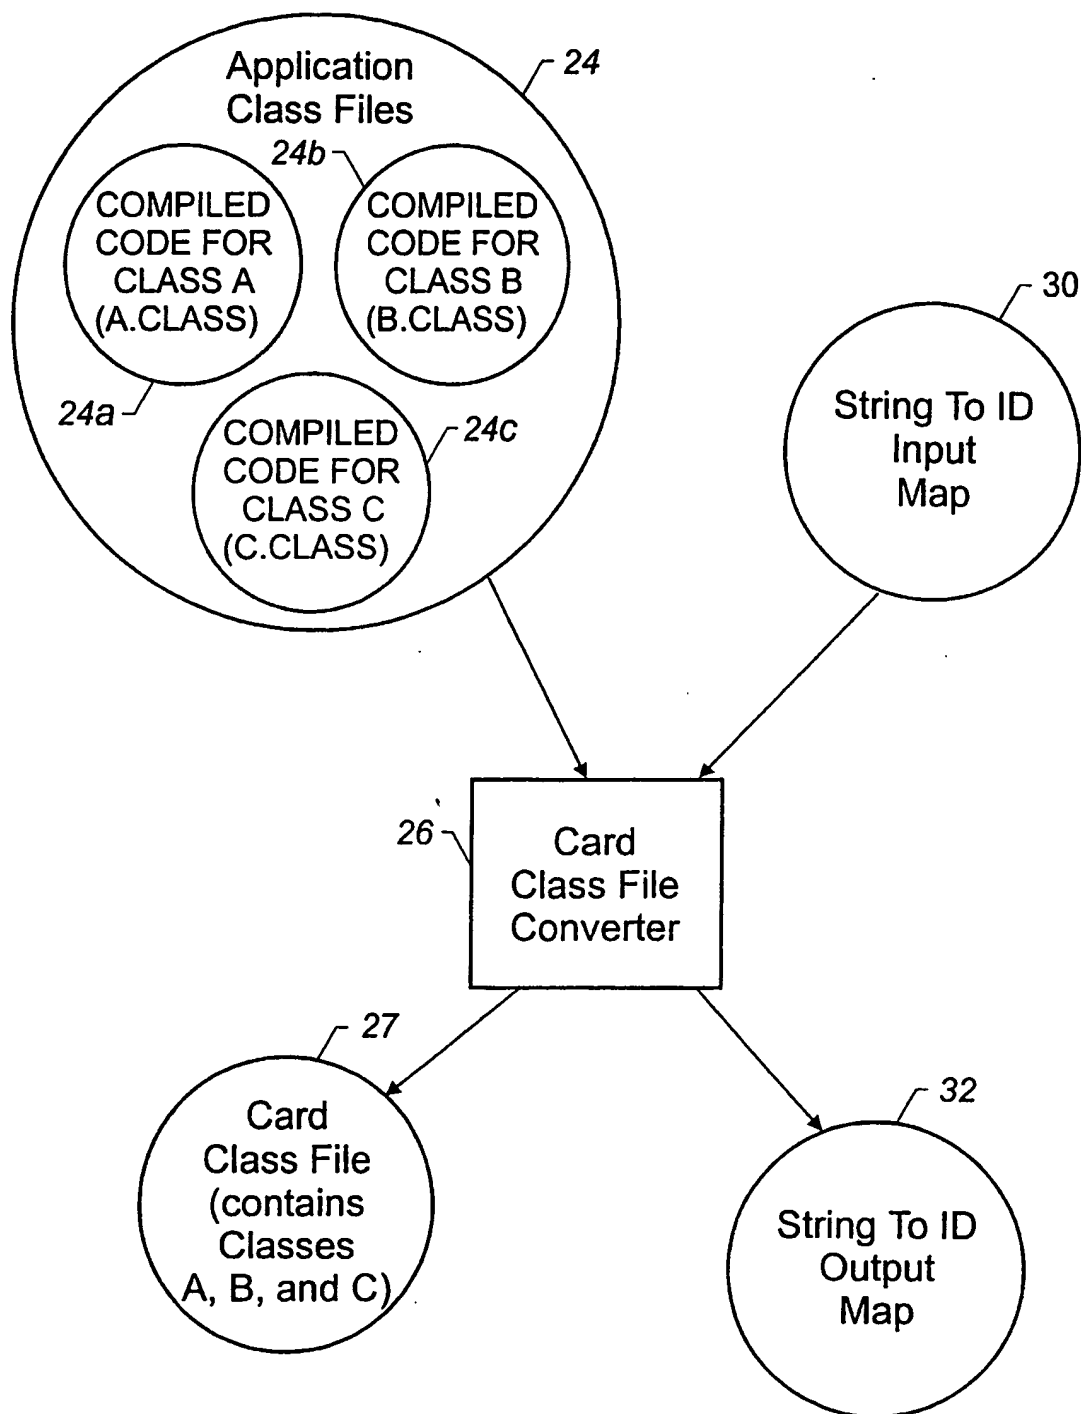 Application
Class Files
24
24b
COMPILED
CODE FOR
CLASS A
(A.CLASS)
COMPILED
CODE FOR
CLASS B
(B.CLASS)
24a
COMPILED
CODE FOR
CLASS C
(C.CLASS)
24c
30
String To ID
Input
Map
26
Card
Class File
Converter
27
Card
Class File
(contains
Classes
A, B, and C)
32
String To ID
Output
Map